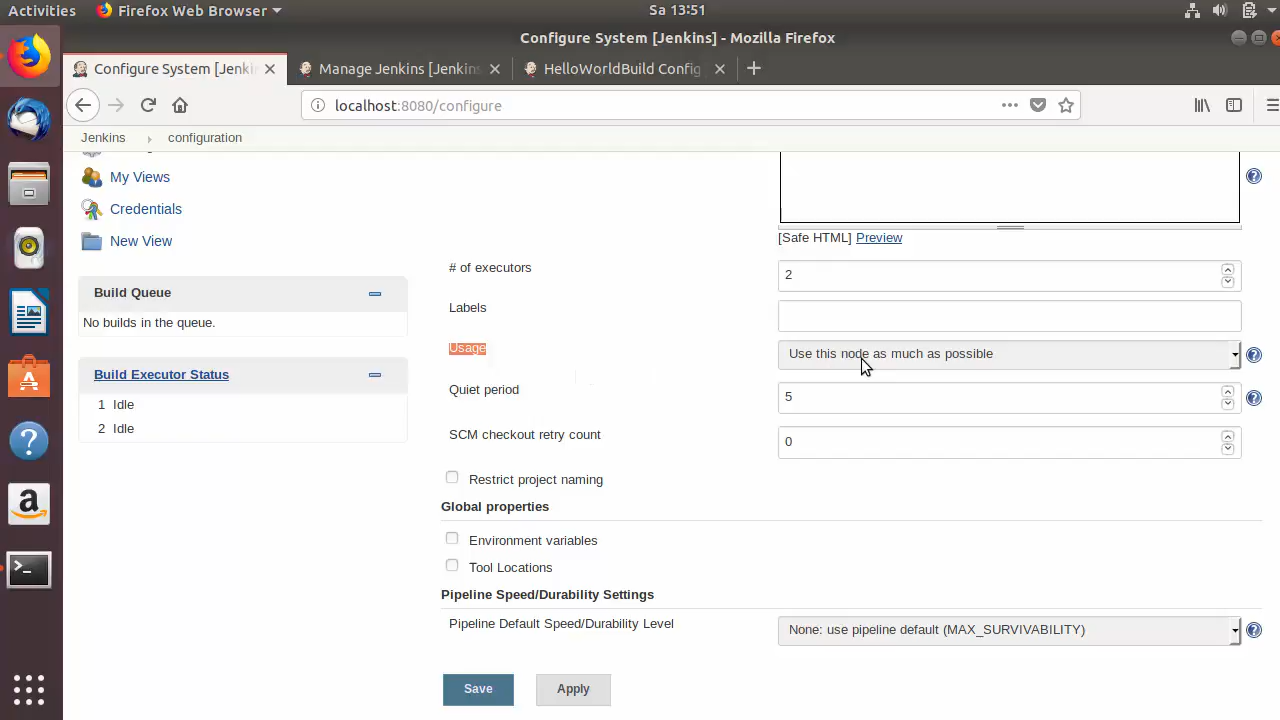 Activities
Firefox Web Browser
Sa 13:51
Configure System [Jenkins] - Mozilla Firefox
Configure System [Jenki
Manage Jenkins [Jenkins
HelloWorldBuild Config
localhost:8080/configure
Jenkins
configuration
My Views
Credentials
New View
Build Queue
No builds in the queue.
Build Executor Status
1 Idle
2 Idle
[Safe HTML] Preview
# of executors
2
Labels
Usage
Use this node as much as possible
Quiet period
5
SCM checkout retry count
0
Restrict project naming
Global properties
Environment variables
Tool Locations
Pipeline Speed/Durability Settings
Pipeline Default Speed/Durability Level
None: use pipeline default (MAX_SURVIVABILITY)
Save
Apply